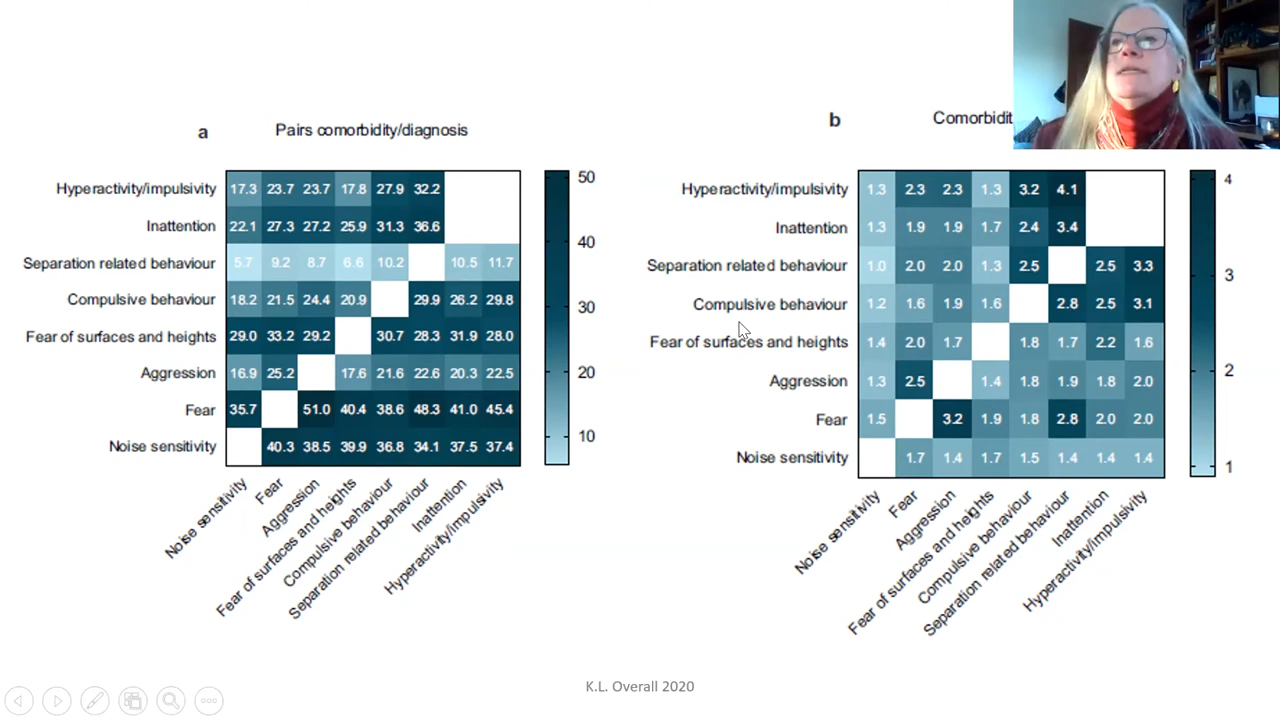 a Pairs comorbidity/diagnosis
Hyperactivity/impulsivity 17.3 23.7 23.7 17.8 27.9 32.2
Inattention 22.1 27.3 27.2 25.9 31.3 36.6
Separation related behaviour 5.7 9.2 8.7 6.6 10.2 10.5 11.7
Compulsive behaviour 18.2 21.5 24.4 20.9 29.9 26.2 29.8
Fear of surfaces and heights 29.0 33.2 29.2 30.7 28.3 31.9 28.0
Aggression 16.9 25.2 17.6 21.6 22.6 20.3 22.5
Fear 35.7 51.0 40.4 38.6 48.3 41.0 45.4
Noise sensitivity 40.3 38.5 39.9 36.8 34.1 37.5 37.4
Noise sensitivity
Fear
Aggression
Fear of surfaces and heights
Compulsive behaviour
Separation related behaviour
Inattention
Hyperactivity/impulsivity
50
40
30
20
10
b Comorbidit
Hyperactivity/impulsivity 1.3 2.3 2.3 1.3 3.2 4.1
Inattention 1.3 1.9 1.9 1.7 2.4 3.4
Separation related behaviour 1.0 2.0 2.0 1.3 2.5 2.5 3.3
Compulsive behaviour 1.2 1.6 1.9 1.6 2.8 2.5 3.1
Fear of surfaces and heights 1.4 2.0 1.7 1.8 1.7 2.2 1.6
Aggression 1.3 2.5 1.4 1.8 1.9 1.8 2.0
Fear 1.5 3.2 1.9 1.8 2.8 2.0 2.0
Noise sensitivity 1.7 1.4 1.7 1.5 1.4 1.4 1.4
Noise sensitivity
Fear
Aggression
Fear of surfaces and heights
Compulsive behaviour
Separation related behaviour
Inattention
Hyperactivity/impulsivity
4
3
2
1
K.L. Overall 2020